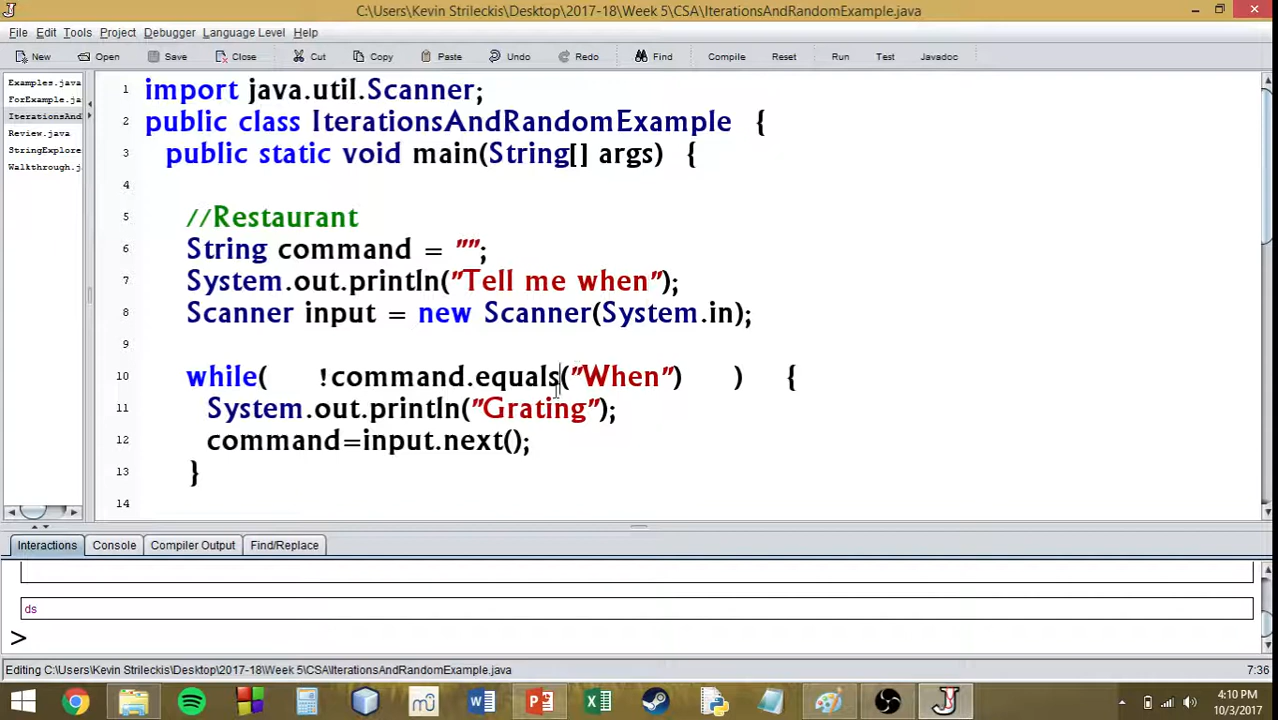 C:\Users\Kevin Strileckis\Desktop\2017-18\Week 5\CSA\IterationsAndRandomExample.java
File Edit Tools Project Debugger Language Level Help
New Open Save Close Cut Copy Paste Undo Redo Find Compile Reset Run Test Javadoc
Examples.java
ForExample.ja
IterationsAnd
Review.java
StringExplore
Walkthrough.j
1 import java.util.Scanner;
2 public class IterationsAndRandomExample {
3 public static void main(String[] args) {
4
5 //Restaurant
6 String command = "";
7 System.out.println("Tell me when");
8 Scanner input = new Scanner(System.in);
9
10 while( !command.equals("When") ) {
11 System.out.println("Grating");
12 command=input.next();
13 }
14
Interactions Console Compiler Output Find/Replace
ds
>
Editing C:\Users\Kevin Strileckis\Desktop\2017-18\Week 5\CSA\IterationsAndRandomExample.java 7:36
4:10 PM
10/3/2017